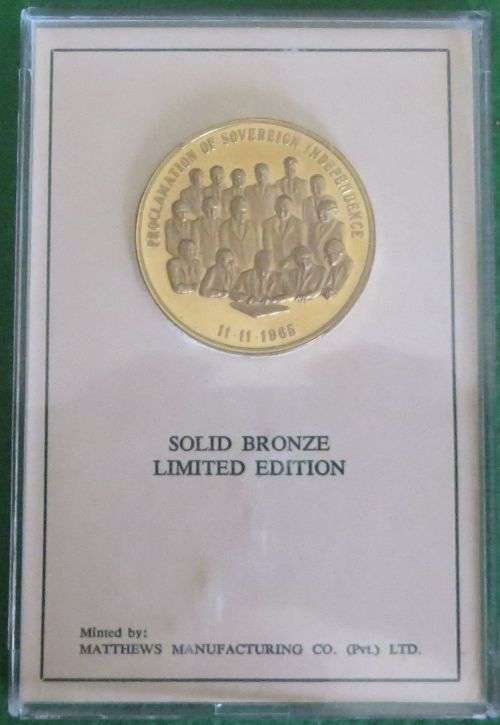 PROCLAMATION OF SOVEREIGN INDEPENDENCE
11·11·1965
SOLID BRONZE
LIMITED EDITION
Minted by:
MATTHEWS MANUFACTURING CO. (Pvt.) LTD.